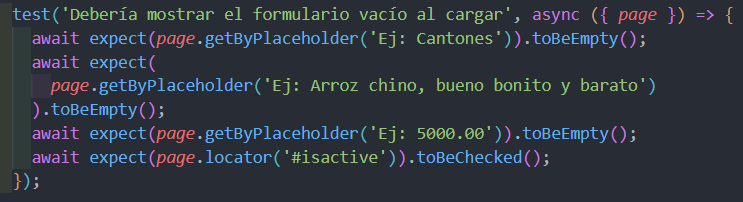 test('Debería mostrar el formulario vacío al cargar', async ({ page }) => {
  await expect(page.getByPlaceholder('Ej: Cantones')).toBeEmpty();
  await expect(
    page.getByPlaceholder('Ej: Arroz chino, bueno bonito y barato')
  ).toBeEmpty();
  await expect(page.getByPlaceholder('Ej: 5000.00')).toBeEmpty();
  await expect(page.locator('#isactive')).toBeChecked();
});